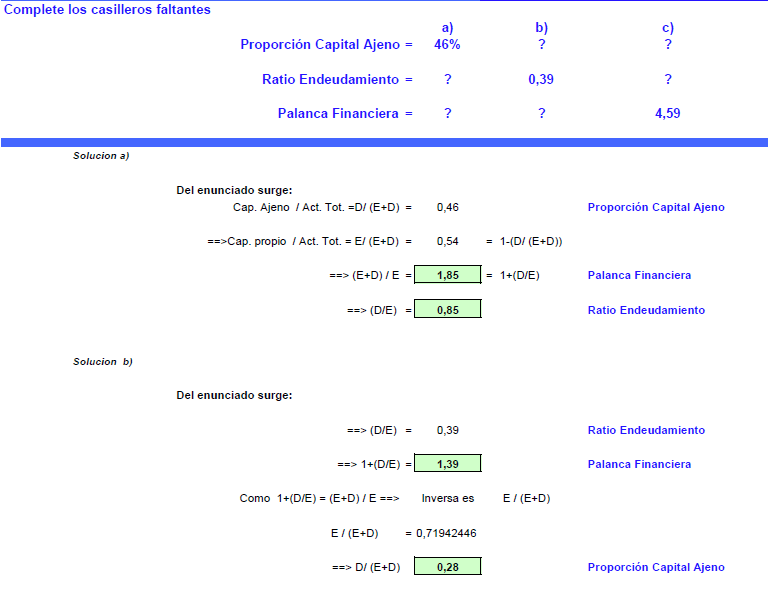 Complete los casilleros faltantes
a) b) c)
Proporción Capital Ajeno = 46% ? ?
Ratio Endeudamiento = ? 0,39 ?
Palanca Financiera = ? ? 4,59
Solucion a)
Del enunciado surge:
Cap. Ajeno / Act. Tot. =D/ (E+D) = 0,46 Proporción Capital Ajeno
==>Cap. propio / Act. Tot. = E/ (E+D) = 0,54 = 1-(D/ (E+D))
==> (E+D) / E = 1,85 = 1+(D/E) Palanca Financiera
==> (D/E) = 0,85 Ratio Endeudamiento
Solucion b)
Del enunciado surge:
==> (D/E) = 0,39 Ratio Endeudamiento
==> 1+(D/E) = 1,39 Palanca Financiera
Como 1+(D/E) = (E+D) / E ==> Inversa es E / (E+D)
E / (E+D) = 0,71942446
==> D/ (E+D) 0,28 Proporción Capital Ajeno